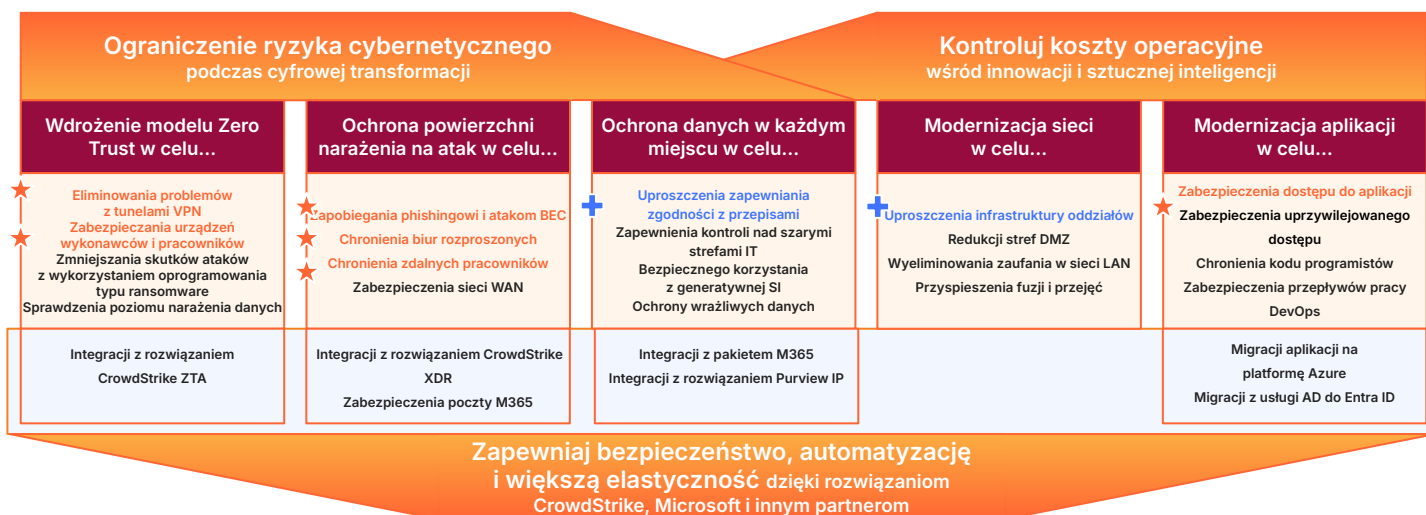 Ograniczenie ryzyka cybernetycznego
podczas cyfrowej transformacji
Kontroluj koszty operacyjne
wśród innowacji i sztucznej inteligencji
Wdrożenie modelu Zero
Trust w celu...
Eliminowania problemów
z tunelami VPN
Zabezpieczania urządzeń
wykonawców i pracowników
Zmniejszania skutków ataków
z wykorzystaniem oprogramowania
typu ransomware
Sprawdzenia poziomu narażenia danych
Integracji z rozwiązaniem
CrowdStrike ZTA
Ochrona powierzchni
narażenia na atak w celu...
Zapobiegania phishingowi i atakom BEC
Chronienia biur rozproszonych
Chronienia zdalnych pracowników
Zabezpieczenia sieci WAN
Integracji z rozwiązaniem CrowdStrike
XDR
Zabezpieczenia poczty M365
Ochrona danych w każdym
miejscu w celu...
Uproszczenia zapewniania
zgodności z przepisami
Zapewnienia kontroli nad szarymi
strefami IT
Bezpiecznego korzystania
z generatywnej SI
Ochrony wrażliwych danych
Integracji z pakietem M365
Integracji z rozwiązaniem Purview IP
Modernizacja sieci
w celu...
Uproszczenia infrastruktury oddziałów
Redukcji stref DMZ
Wyeliminowania zaufania w sieci LAN
Przyspieszenia fuzji i przejęć
Modernizacja aplikacji
w celu...
Zabezpieczenia dostępu do aplikacji
Zabezpieczenia uprzywilejowanego
dostępu
Chronienia kodu programistów
Zabezpieczenia przepływów pracy
DevOps
Migracji aplikacji na
platformę Azure
Migracji z usługi AD do Entra ID
Zapewniaj bezpieczeństwo, automatyzację
i większą elastyczność dzięki rozwiązaniom
CrowdStrike, Microsoft i innym partnerom